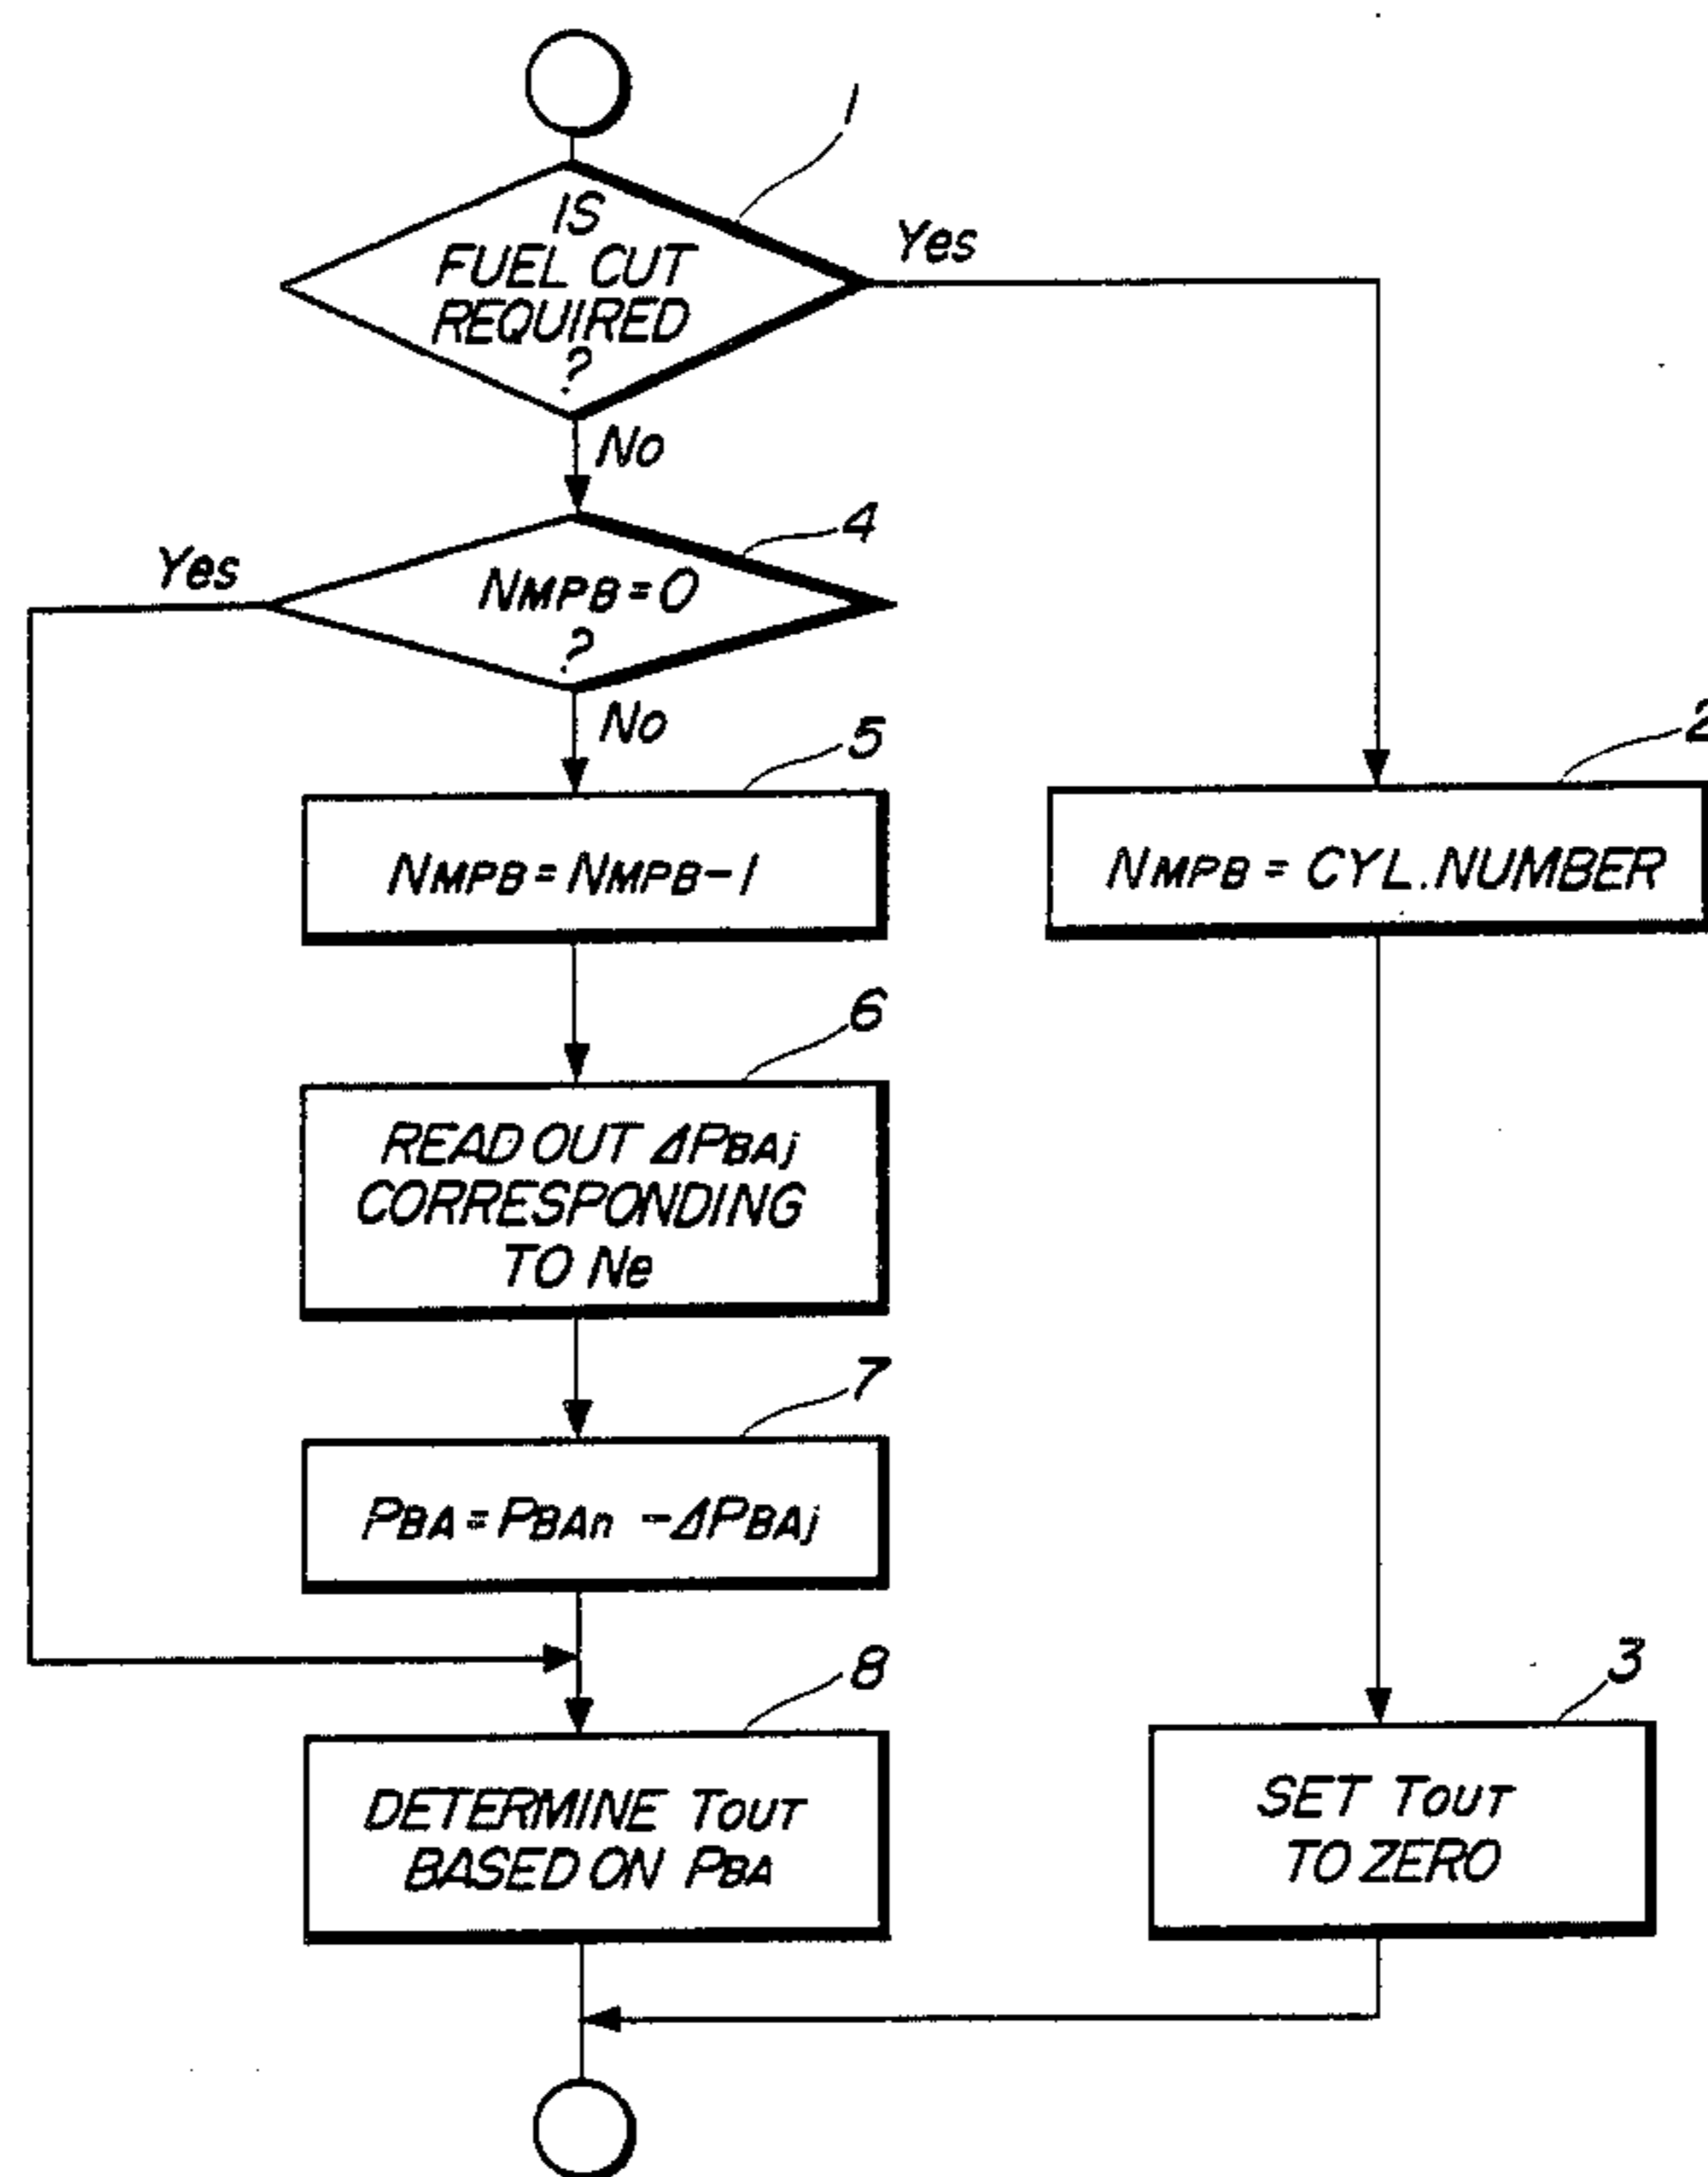 1
IS
FUEL CUT
REQUIRED
?
Yes
No
4
Yes
NMPB=0
?
No
5
NMPB=NMPB-1
2
NMPB = CYL.NUMBER
6
READ OUT ΔPBAj
CORRESPONDING
TO Ne
7
PBA=PBAn -ΔPBAj
8
DETERMINE TOUT
BASED ON PBA
3
SET TOUT
TO ZERO